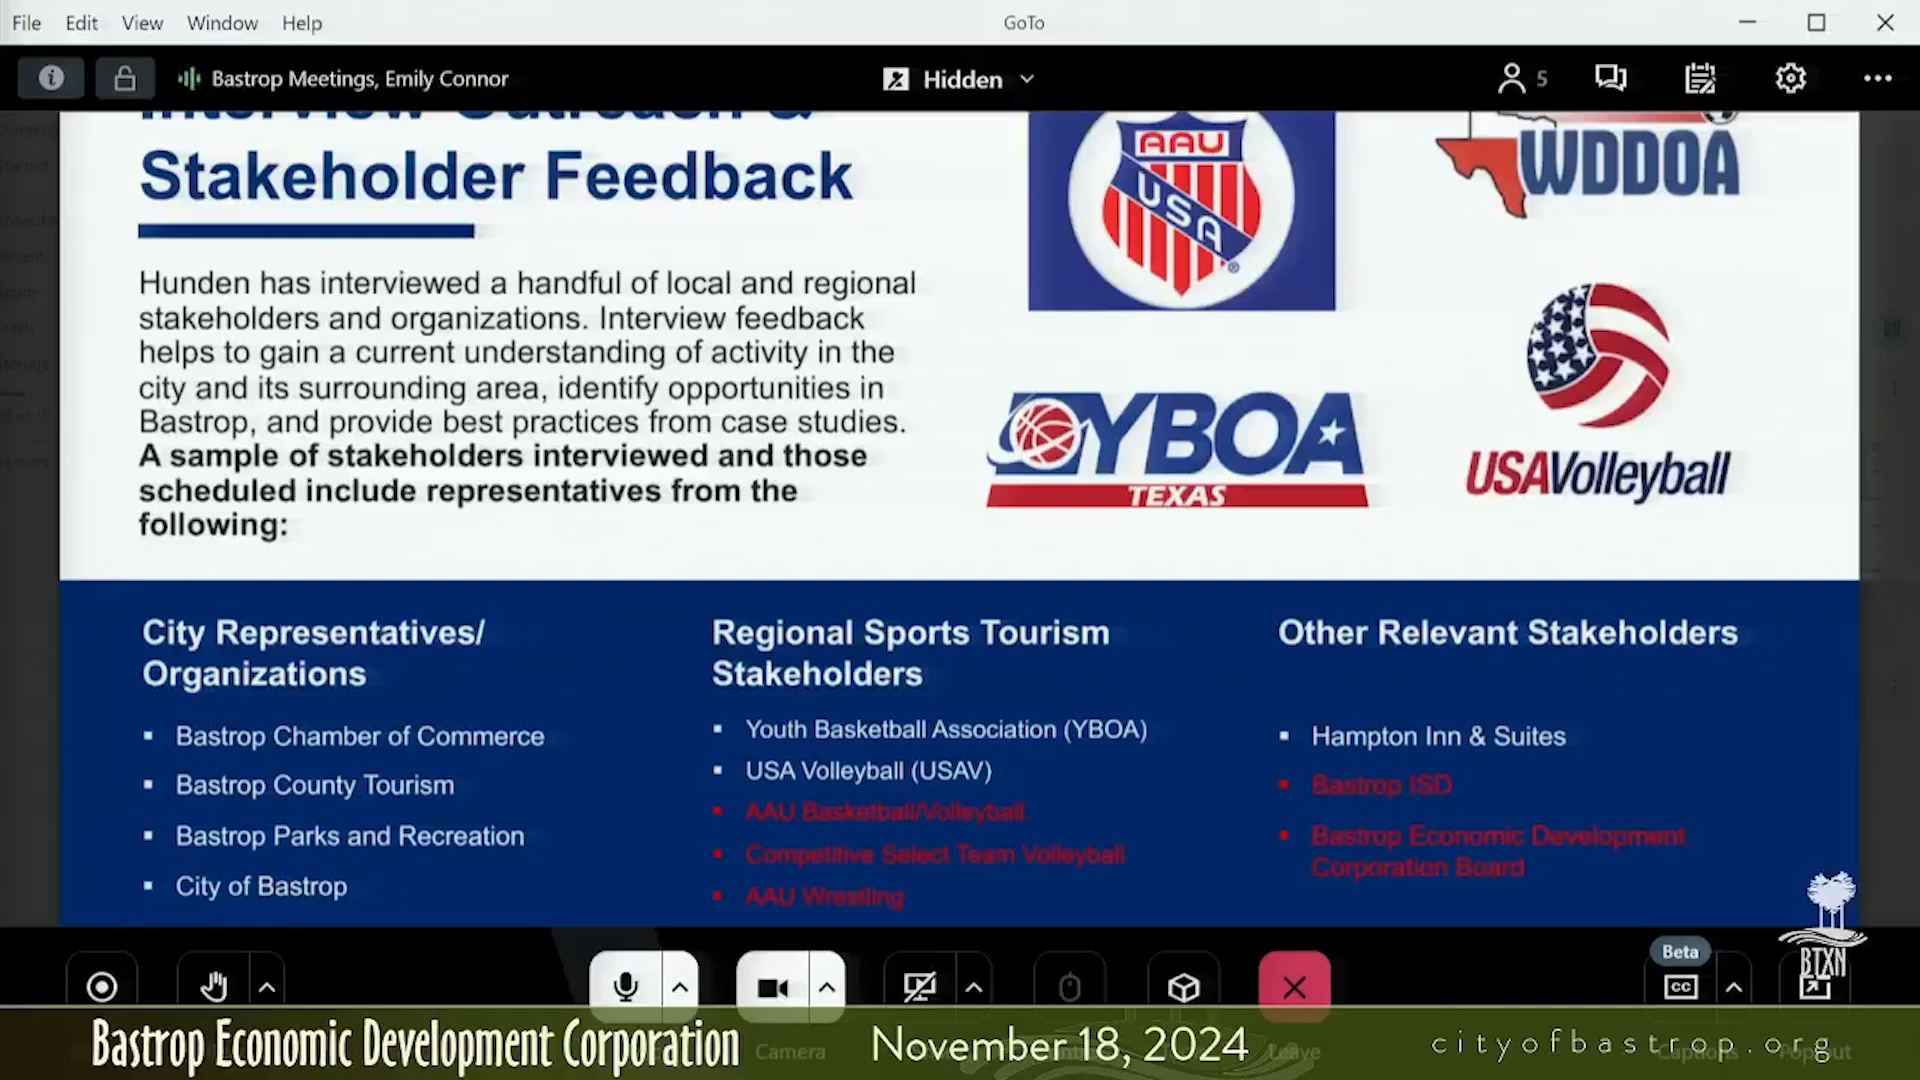 File Edit View Window Help
GoTo
Bastrop Meetings, Emily Connor
Hidden
5
Interview Outreach &
Stakeholder Feedback
Hunden has interviewed a handful of local and regional
stakeholders and organizations. Interview feedback
helps to gain a current understanding of activity in the
city and its surrounding area, identify opportunities in
Bastrop, and provide best practices from case studies.
A sample of stakeholders interviewed and those
scheduled include representatives from the
following:
AAU
USA
®
WDDOA
YBOA
TEXAS
USAVolleyball
City Representatives/
Organizations
Bastrop Chamber of Commerce
Bastrop County Tourism
Bastrop Parks and Recreation
City of Bastrop
Regional Sports Tourism
Stakeholders
Youth Basketball Association (YBOA)
USA Volleyball (USAV)
AAU Basketball/Volleyball
Competitive Select Team Volleyball
AAU Wrestling
Other Relevant Stakeholders
Hampton Inn & Suites
Bastrop ISD
Bastrop Economic Development
Corporation Board
Beta
CC
BTXN
Camera
Leave
Captions
Bastrop Economic Development Corporation
November 18, 2024
cityofbastrop.org